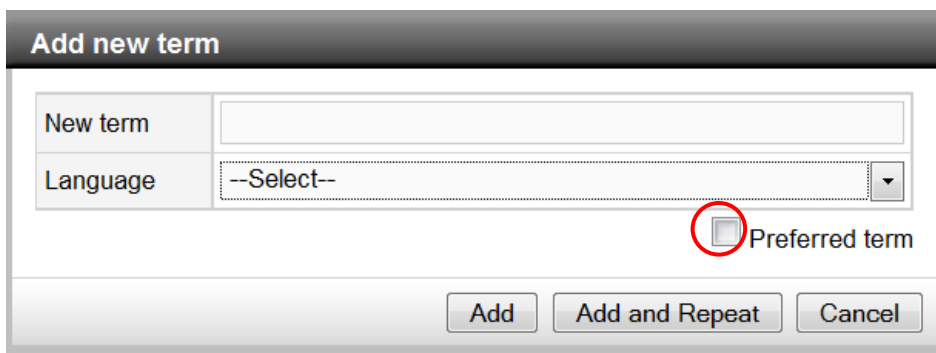 Add new term
New term
Language --Select--
Preferred term
Add Add and Repeat Cancel